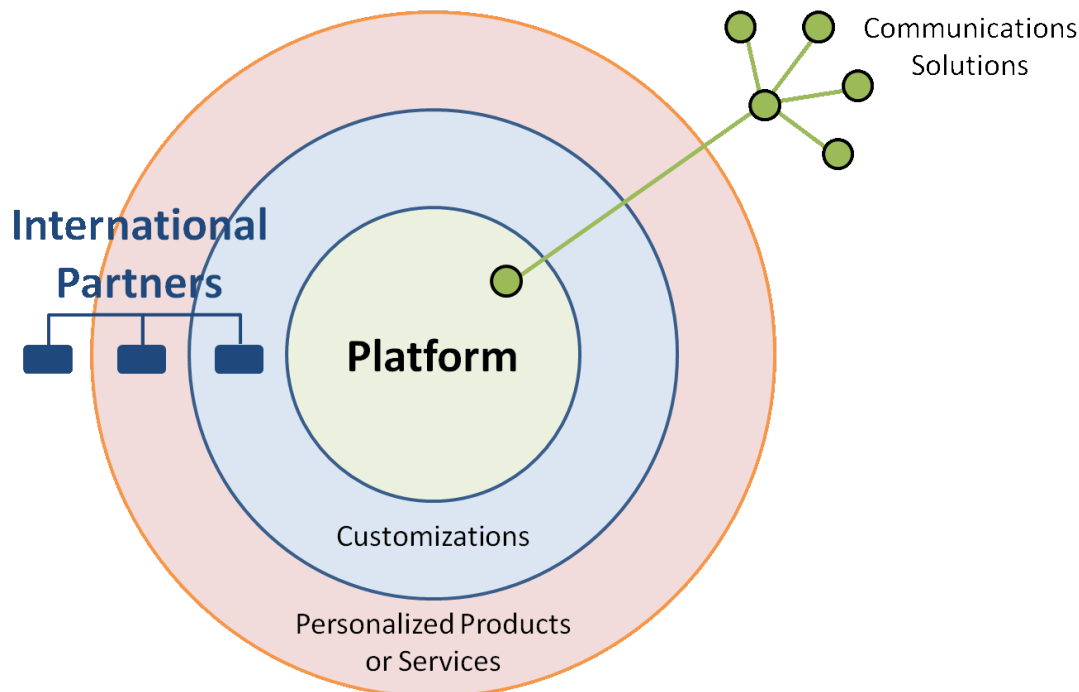 Communications
Solutions
International
Partners
Platform
Customizations
Personalized Products
or Services